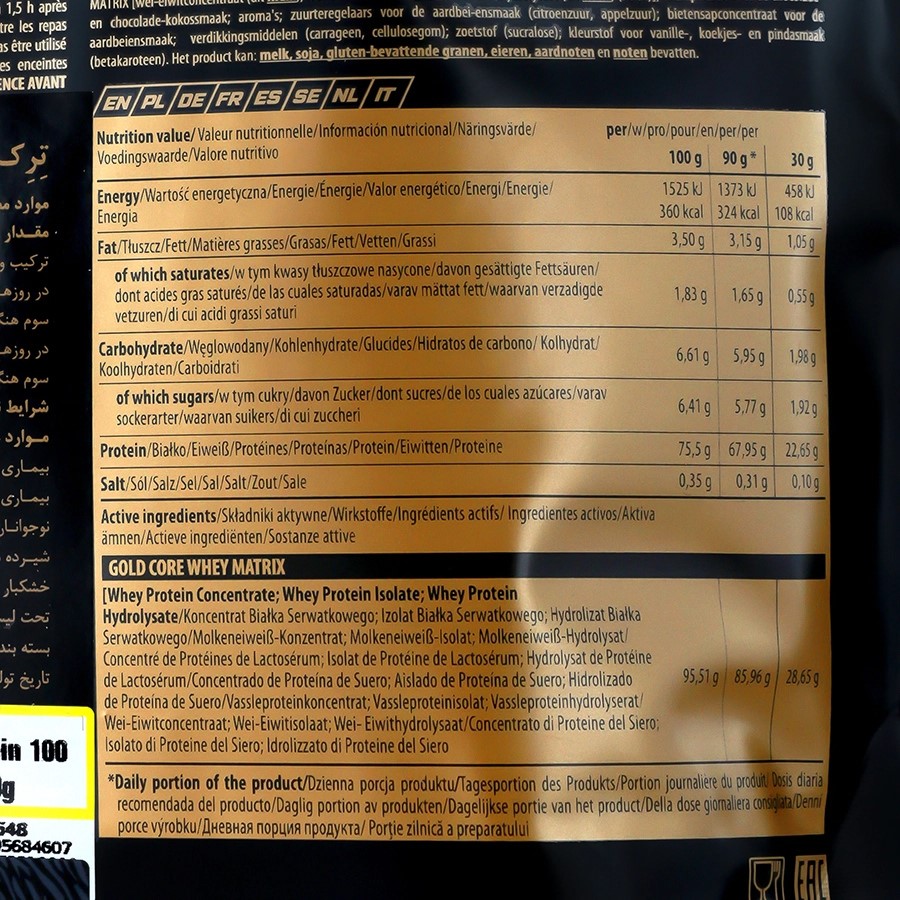 1,5 h après
tre les repas
as être utilisé
es enceintes
ENCE AVANT
MATRIX
en chocolade-kokossmaak; aroma's; zuurteregelaars voor de aardbei-ensmaak (citroenzuur, appelzuur); bietensapconcentraat voor de
aardbeiensmaak; verdikkingsmiddelen (carrageen, cellulosegom); zoetstof (sucralose); kleurstof voor vanille-, koekjes- en pindasmaak
(betakaroteen). Het product kan: melk, soja, gluten-bevattende granen, eieren, aardnoten en noten bevatten.
EN/PL/DE/FR/ES/SE/NL/IT
Nutrition value/Valeur nutritionnelle/Información nutricional/Näringsvärde/
Voedingswaarde/Valore nutritivo
per/w/pro/pour/en/per/per
100 g 90 g* 30 g
Energy/Wartość energetyczna/Energie/Énergie/Valor energético/Energi/Energie/
Energia
1525 kJ 1373 kJ 458 kJ
360 kcal 324 kcal 108 kcal
Fat/Tłuszcz/Fett/Matières grasses/Grasas/Fett/Vetten/Grassi 3,50 g 3,15 g 1,05 g
of which saturates/w tym kwasy tłuszczowe nasycone/davon gesättigte Fettsäuren/
dont acides gras saturés/de las cuales saturadas/varav mättat fett/waarvan verzadigde
vetzuren/di cui acidi grassi saturi
1,83 g 1,65 g 0,55 g
Carbohydrate/Węglowodany/Kohlenhydrate/Glucides/Hidratos de carbono/ Kolhydrat/
Koolhydraten/Carboidrati
6,61 g 5,95 g 1,98 g
of which sugars/w tym cukry/davon Zucker/dont sucres/de los cuales azúcares/varav
sockerarter/waarvan suikers/di cui zuccheri
6,41 g 5,77 g 1,92 g
Protein/Białko/Eiweiß/Protéines/Proteínas/Protein/Eiwitten/Proteine 75,5 g 67,95 g 22,65 g
Salt/Sól/Salz/Sel/Sal/Salt/Zout/Sale 0,35 g 0,31 g 0,10 g
Active ingredients/Składniki aktywne/Wirkstoffe/Ingrédients actifs/ Ingredientes activos/Aktiva
ämnen/Actieve ingrediënten/Sostanze attive
GOLD CORE WHEY MATRIX
[Whey Protein Concentrate; Whey Protein Isolate; Whey Protein
Hydrolysate/Koncentrat Białka Serwatkowego; Izolat Białka Serwatkowego; Hydrolizat Białka
Serwatkowego/Molkeneiweiß-Konzentrat; Molkeneiweiß-Isolat; Molkeneiweiß-Hydrolysat/
Concentré de Protéines de Lactosérum; Isolat de Protéine de Lactosérum; Hydrolysat de Protéine
de Lactosérum/Concentrado de Proteína de Suero; Aislado de Proteína de Suero; Hidrolizado
de Proteína de Suero/Vassleproteinkoncentrat; Vassleproteinisolat; Vassleproteinhydrolyserat/
Wei-Eiwitconcentraat; Wei-Eiwitisolaat; Wei- Eiwithydrolysaat/Concentrato di Proteine del Siero;
Isolato di Proteine del Siero; Idrolizzato di Proteine del Siero
95,51 g 85,96 g 28,65 g
*Daily portion of the product/Dzienna porcja produktu/Tagesportion des Produkts/Portion journalière du produit. Dosis diaria
recomendada del producto/Daglig portion av produkten/Dagelijkse portie van het product/Della dose giornaliera consigliata/Denní
porce výrobku/Дневная порция продукта/ Porție zilnică a preparatului
EAC
ترک
موارد
مقدار
ترکیب و
در روزه
سوم هنگ
در روزه
سوم هنگ
شرایط
موارد
بیماری
بیماری
نوجوانان
شیرده
خشکبار
تحت لیس
بسته بند
تاریخ تول
in 100
g
548
5684607